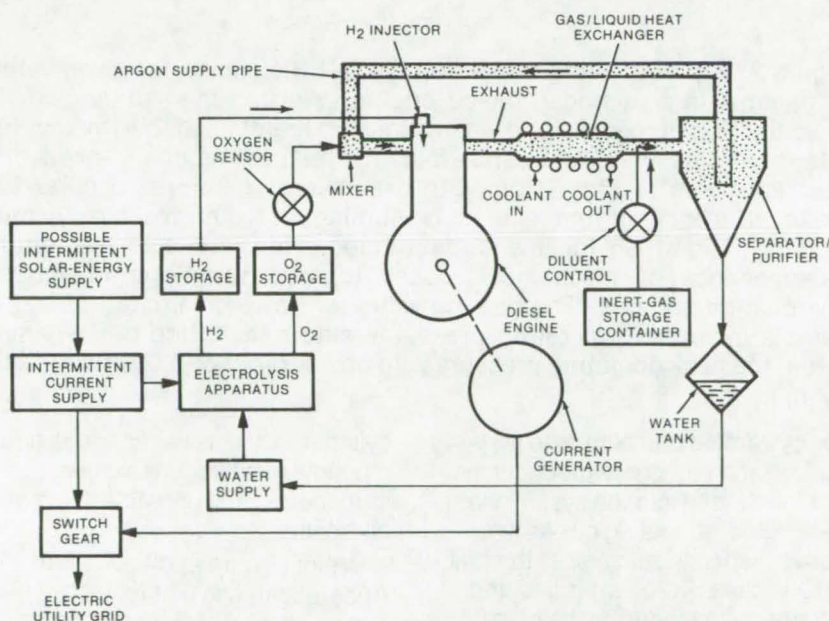 H2 INJECTOR
GAS/LIQUID HEAT
EXCHANGER
ARGON SUPPLY PIPE
EXHAUST
OXYGEN
SENSOR
MIXER
COOLANT
IN
COOLANT
OUT
SEPARATOR/
PURIFIER
DILUENT
CONTROL
POSSIBLE
INTERMITTENT
SOLAR-ENERGY
SUPPLY
H2
STORAGE
O2
STORAGE
DIESEL
ENGINE
INERT-GAS
STORAGE
CONTAINER
H2
O2
INTERMITTENT
CURRENT
SUPPLY
ELECTROLYSIS
APPARATUS
WATER
TANK
CURRENT
GENERATOR
WATER
SUPPLY
SWITCH
GEAR
ELECTRIC
UTILITY GRID